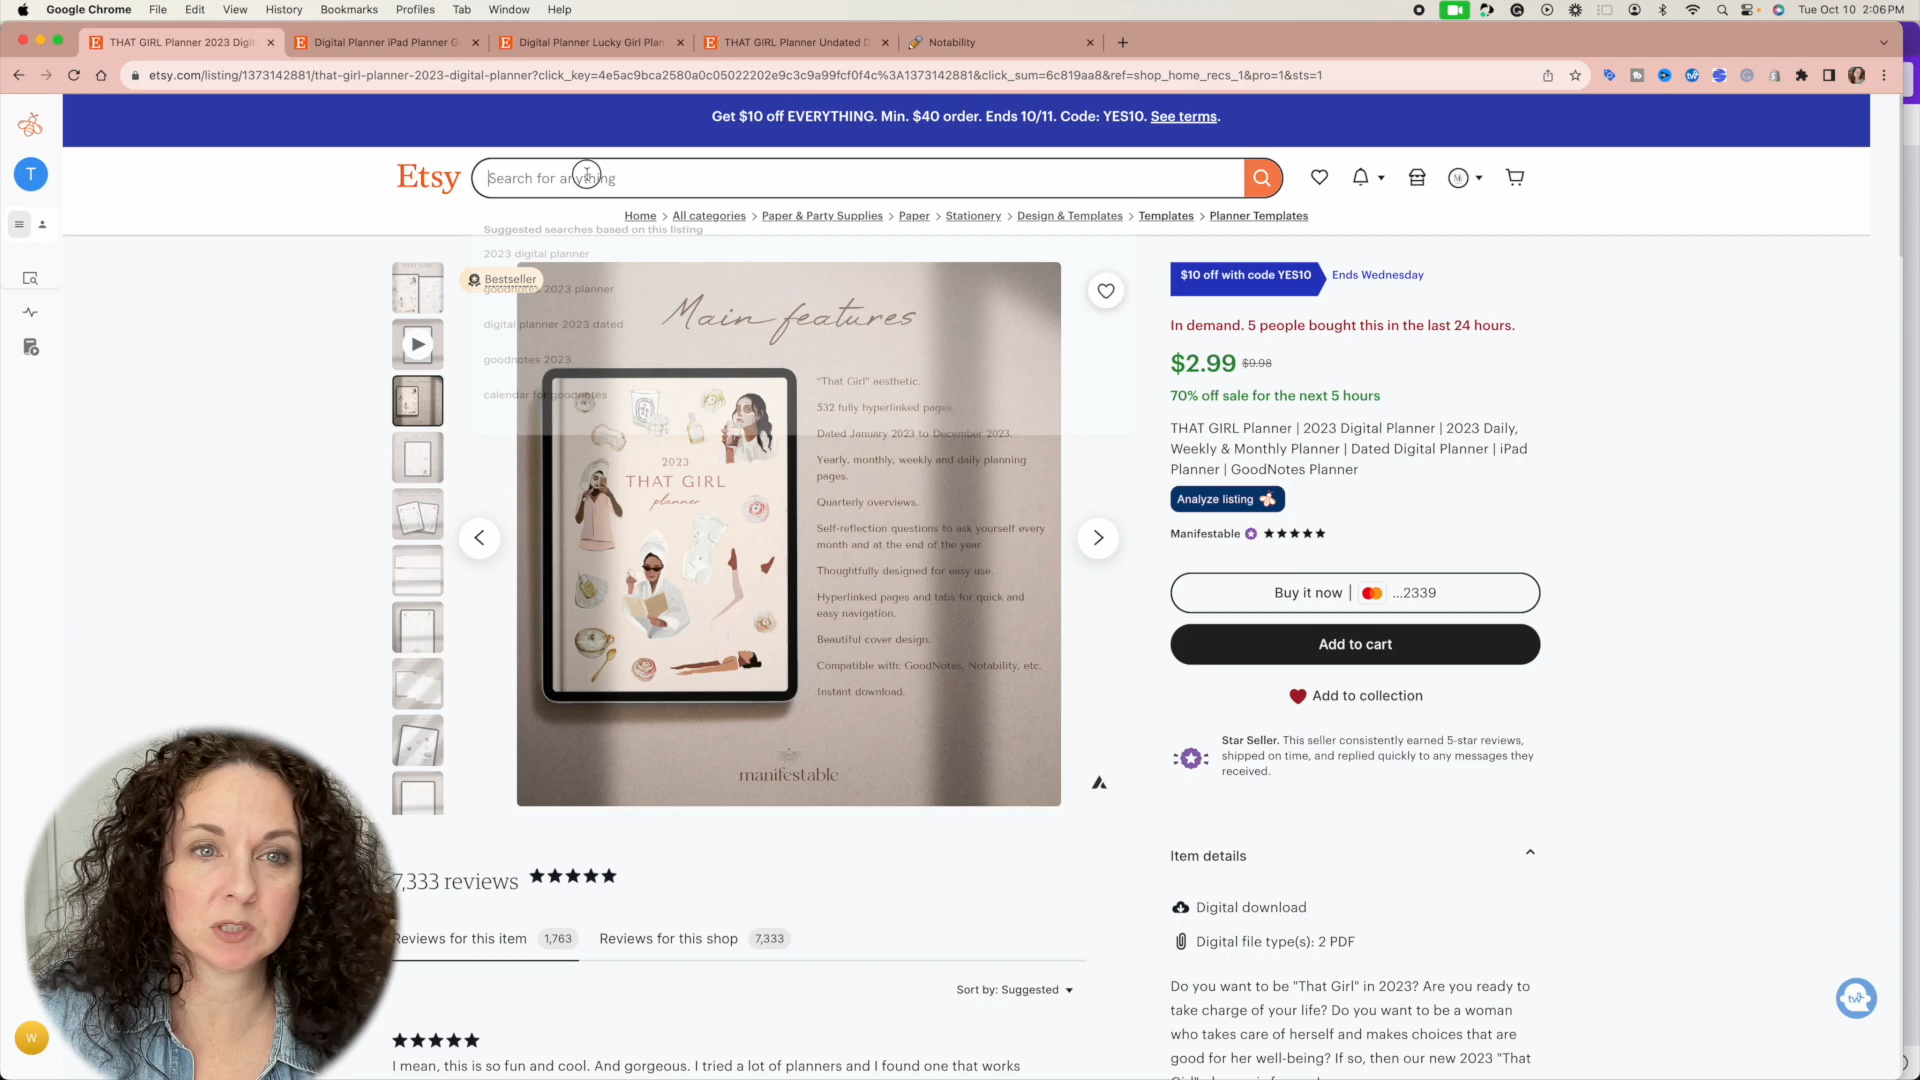 Google Chrome File Edit View History Bookmarks Profiles Tab Window Help Tue Oct 10 2:06 PM
THAT GIRL Planner 2023 Digit Digital Planner iPad Planner G Digital Planner Lucky Girl Plan THAT GIRL Planner Undated D Notability
etsy.com/listing/1373142881/that-girl-planner-2023-digital-planner?click_key=4e5ac9bca2580a0c05022202e9c3c9a99fcf0f4c%3A1373142881&click_sum=6c819aa8&ref=shop_home_recs_1&pro=1&sts=1
Get $10 off EVERYTHING. Min. $40 order. Ends 10/11. Code: YES10. See terms.
T
Etsy Search for anything
Home > All categories > Paper & Party Supplies > Paper > Stationery > Design & Templates > Templates > Planner Templates
Suggested searches based on this listing
2023 digital planner
goodnotes 2023 planner
digital planner 2023 dated
goodnotes 2023
calendar for goodnotes
Bestseller
Main features
2023
THAT GIRL
planner
"That Girl" aesthetic.
532 fully hyperlinked pages.
Dated January 2023 to December 2023.
Yearly, monthly, weekly and daily planning
pages.
Quarterly overviews.
Self-reflection questions to ask yourself every
month and at the end of the year
Thoughtfully designed for easy use.
Hyperlinked pages and tabs for quick and
easy navigation.
Beautiful cover design.
Compatible with: GoodNotes, Notability, etc.
Instant download.
manifestable
$10 off with code YES10 Ends Wednesday
In demand. 5 people bought this in the last 24 hours.
$2.99 $9.98
70% off sale for the next 5 hours
THAT GIRL Planner | 2023 Digital Planner | 2023 Daily,
Weekly & Monthly Planner | Dated Digital Planner | iPad
Planner | GoodNotes Planner
Analyze listing
Manifestable ★★★★★
Buy it now | ...2339
Add to cart
Add to collection
Star Seller. This seller consistently earned 5-star reviews,
shipped on time, and replied quickly to any messages they
received.
Item details
Digital download
Digital file type(s): 2 PDF
Do you want to be "That Girl" in 2023? Are you ready to
take charge of your life? Do you want to be a woman
who takes care of herself and makes choices that are
good for her well-being? If so, then our new 2023 "That
7,333 reviews ★★★★★
Reviews for this item 1,763 Reviews for this shop 7,333
Sort by: Suggested
★★★★★
I mean, this is so fun and cool. And gorgeous. I tried a lot of planners and I found one that works
W